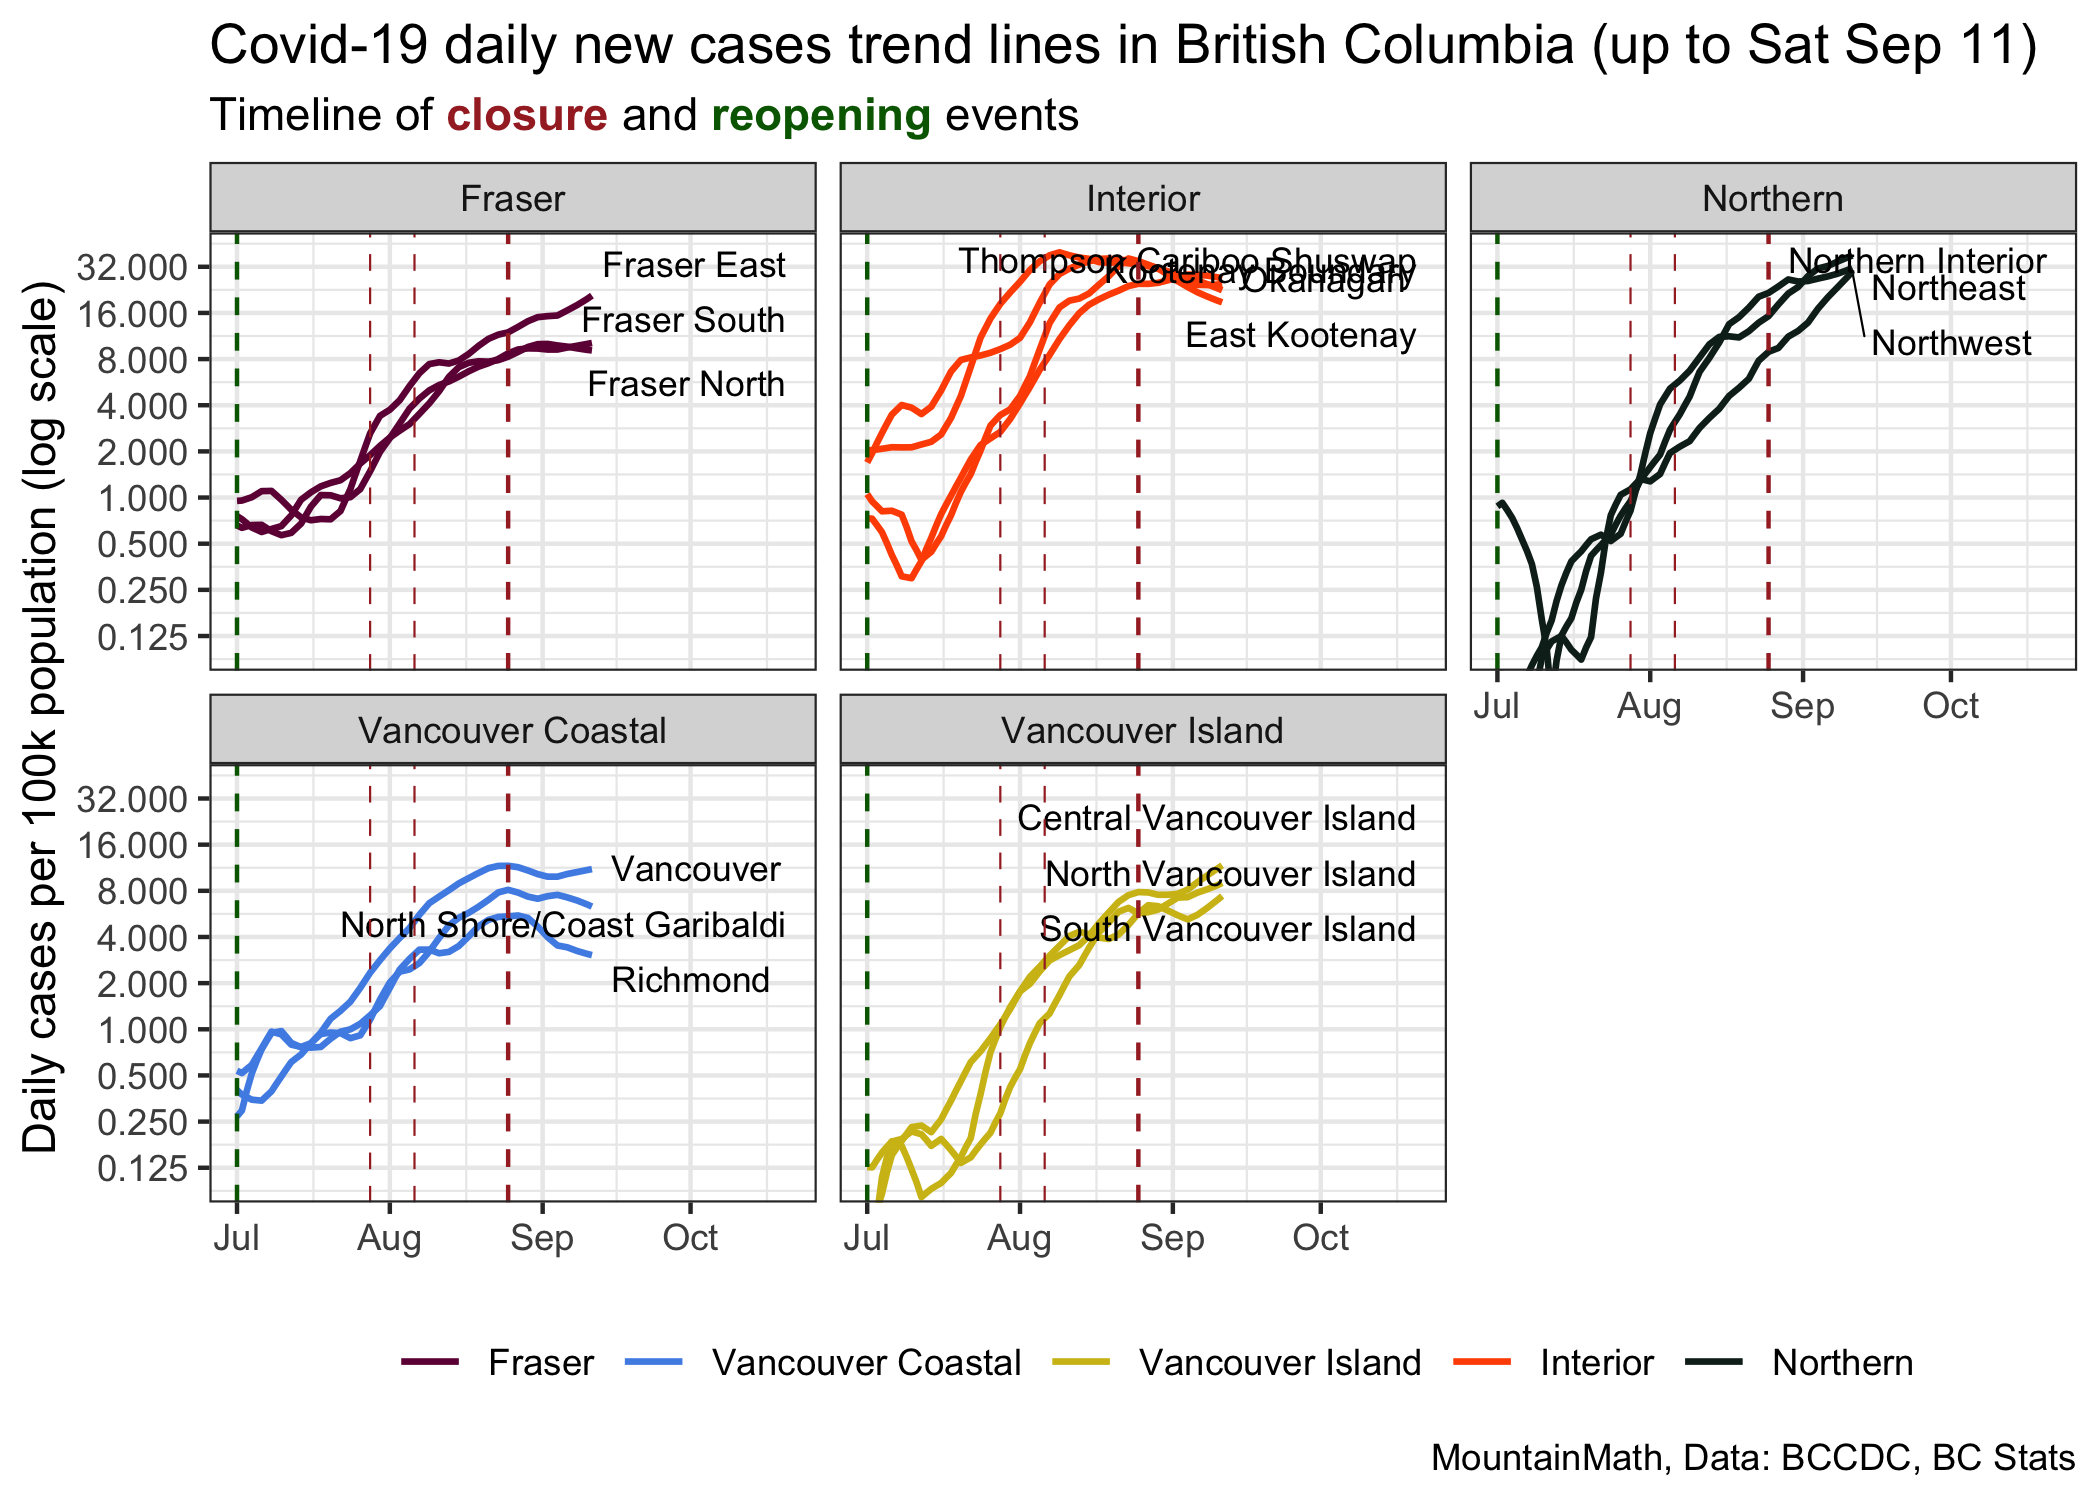 Covid-19 daily new cases trend lines in British Columbia (up to Sat Sep 11)
Timeline of closure and reopening events
Daily cases per 100k population (log scale)
Fraser
Interior
Northern
32.000
16.000
8.000
4.000
2.000
1.000
0.500
0.250
0.125
Fraser East
Fraser South
Fraser North
Thompson Cariboo Shuswap
Kootenay Boundary
Okanagan
East Kootenay
Northern Interior
Northeast
Northwest
Jul Aug Sep Oct
Vancouver Coastal
Vancouver Island
32.000
16.000
8.000
4.000
2.000
1.000
0.500
0.250
0.125
Vancouver
North Shore/Coast Garibaldi
Richmond
Central Vancouver Island
North Vancouver Island
South Vancouver Island
Jul Aug Sep Oct
Jul Aug Sep Oct
Fraser Vancouver Coastal Vancouver Island Interior Northern
MountainMath, Data: BCCDC, BC Stats